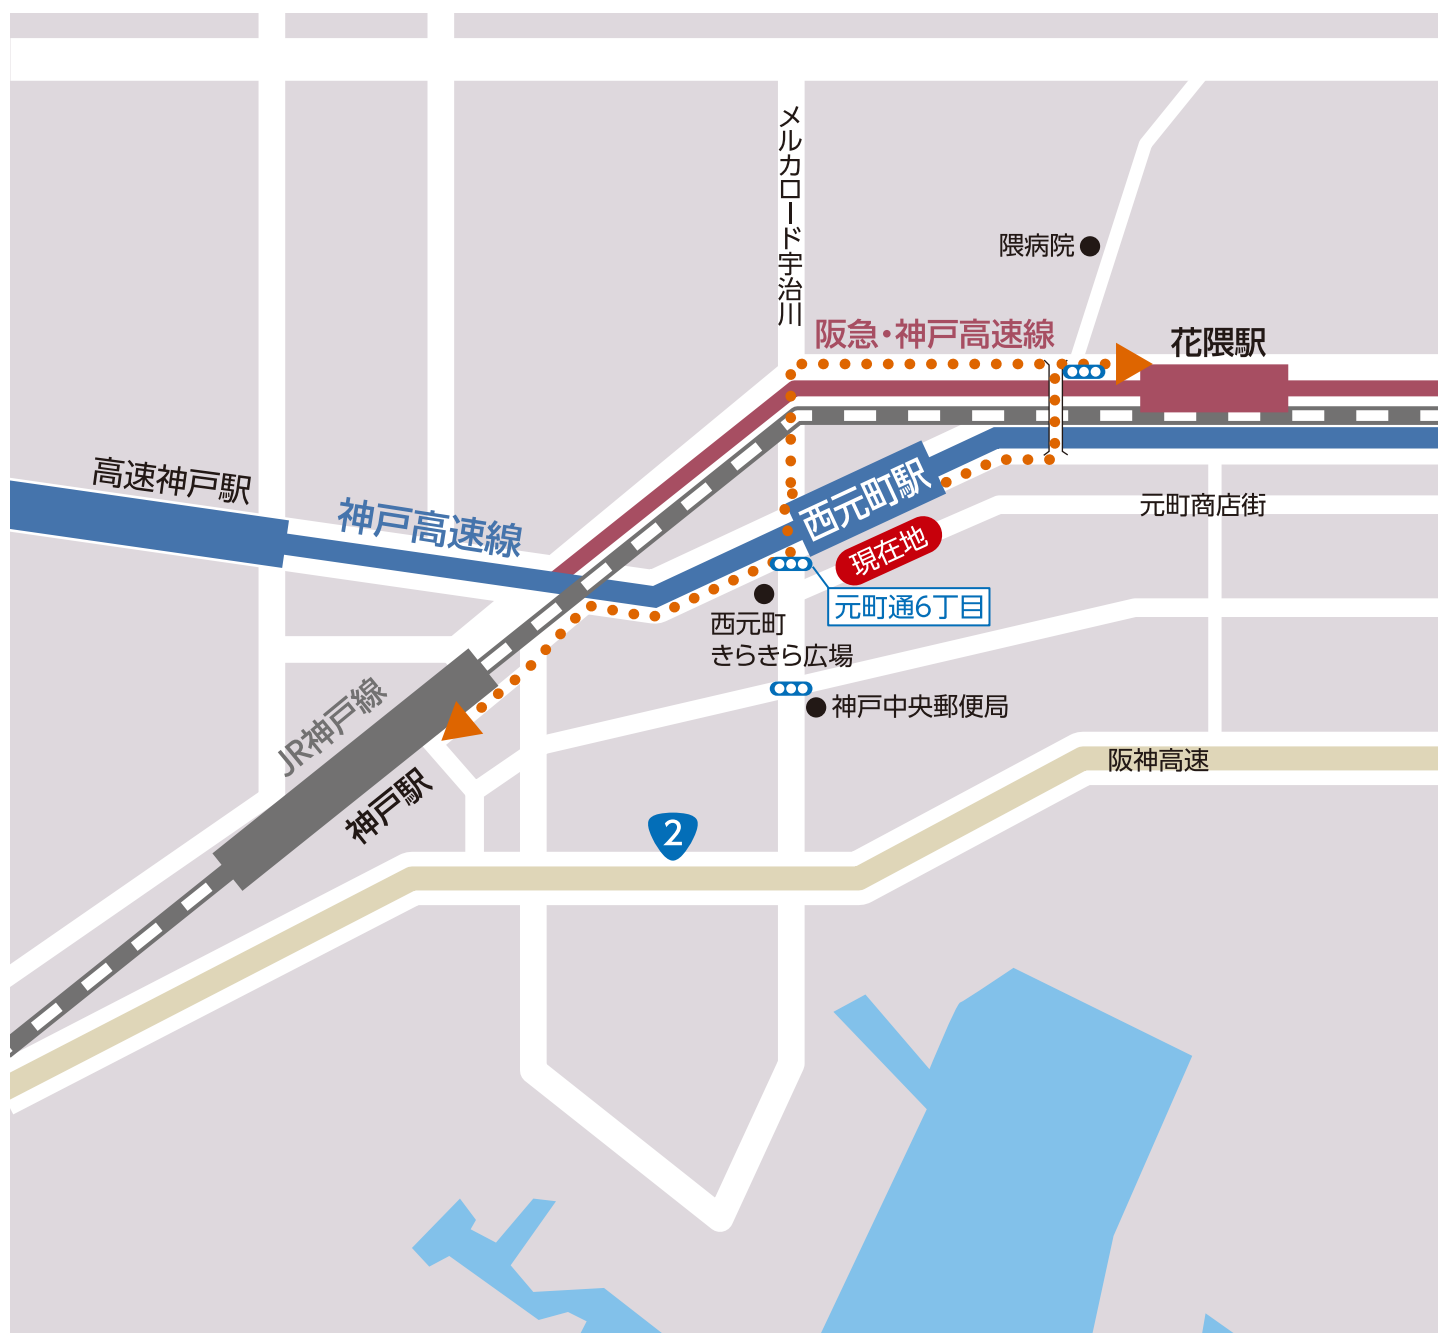 メルカロード宇治川
隈病院
阪急・神戸高速線
花隈駅
高速神戸駅
神戸高速線
西元町駅
元町商店街
現在地
元町通6丁目
西元町
きらきら広場
神戸中央郵便局
JR神戸線
神戸駅
阪神高速
2